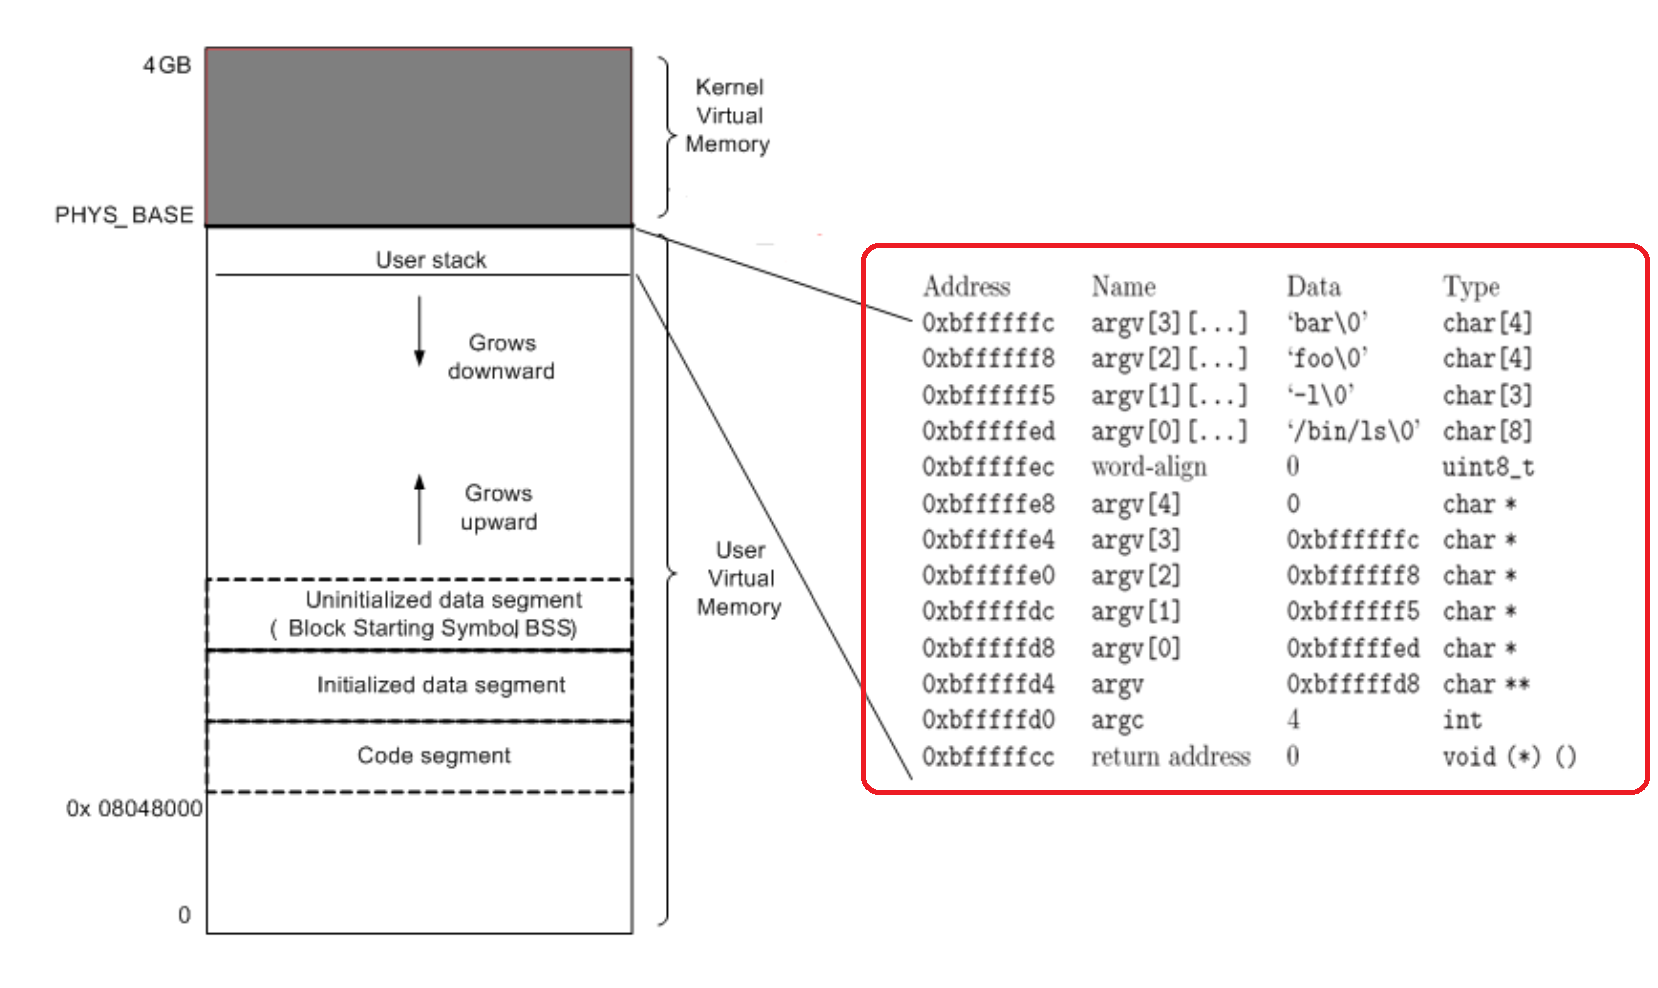 4GB
Kernel
Virtual
Memory
PHYS_BASE
User stack
Grows
downward
Grows
upward
User
Virtual
Memory
Uninitialized data segment
( Block Starting Symbol, BSS)
Initialized data segment
Code segment
0x 08048000
0
Address Name Data Type
0xbffffffc argv[3][...] ‘bar\0’ char[4]
0xbffffff8 argv[2][...] ‘foo\0’ char[4]
0xbffffff5 argv[1][...] ‘-l\0’ char[3]
0xbfffffed argv[0][...] ‘/bin/ls\0’ char[8]
0xbfffffec word-align 0 uint8_t
0xbfffffe8 argv[4] 0 char *
0xbfffffe4 argv[3] 0xbffffffc char *
0xbfffffe0 argv[2] 0xbffffff8 char *
0xbfffffdc argv[1] 0xbffffff5 char *
0xbfffffd8 argv[0] 0xbfffffed char *
0xbfffffd4 argv 0xbfffffd8 char **
0xbfffffd0 argc 4 int
0xbfffffcc return address 0 void (*) ()